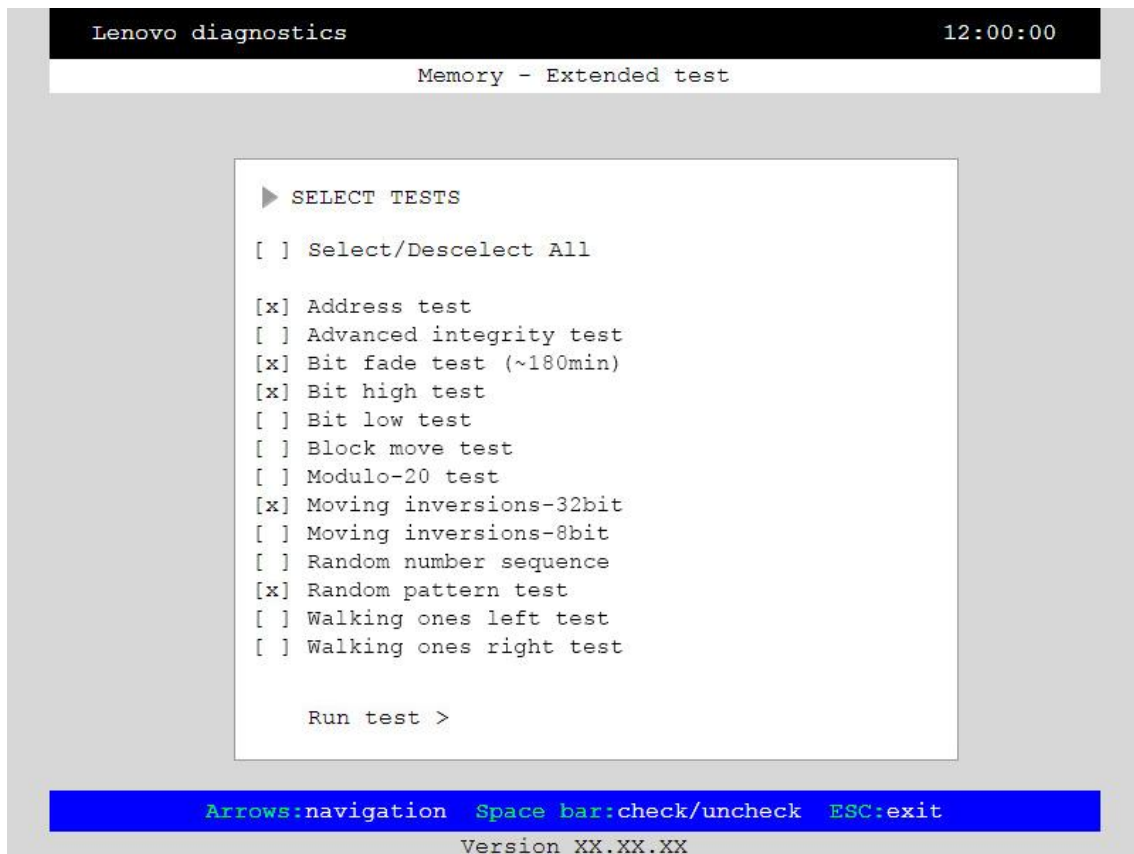 Lenovo diagnostics 12:00:00
Memory - Extended test
SELECT TESTS
[ ] Select/Descelect All
[x] Address test
[ ] Advanced integrity test
[x] Bit fade test (~180min)
[x] Bit high test
[ ] Bit low test
[ ] Block move test
[ ] Modulo-20 test
[x] Moving inversions-32bit
[ ] Moving inversions-8bit
[ ] Random number sequence
[x] Random pattern test
[ ] Walking ones left test
[ ] Walking ones right test
Run test >
Arrows:navigation Space bar:check/uncheck ESC:exit
Version XX.XX.XX